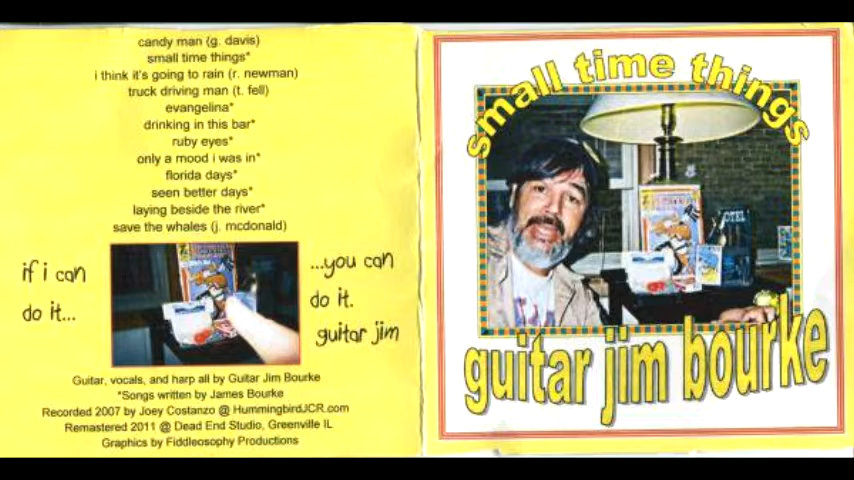 candy man (g. davis)
small time things*
i think it's going to rain (r. newman)
truck driving man (t. fell)
evangelina*
drinking in this bar*
ruby eyes*
only a mood i was in*
florida days*
seen better days*
laying beside the river*
save the whales (j. mcdonald)
if i can
do it...
...you can
do it.
guitar jim
Guitar, vocals, and harp all by Guitar Jim Bourke
*Songs written by James Bourke
Recorded 2007 by Joey Costanzo @ HummingbirdJCR.com
Remastered 2011 @ Dead End Studio, Greenville IL
Graphics by Fiddleosophy Productions
small time things
OTEL
guitar jim bourke